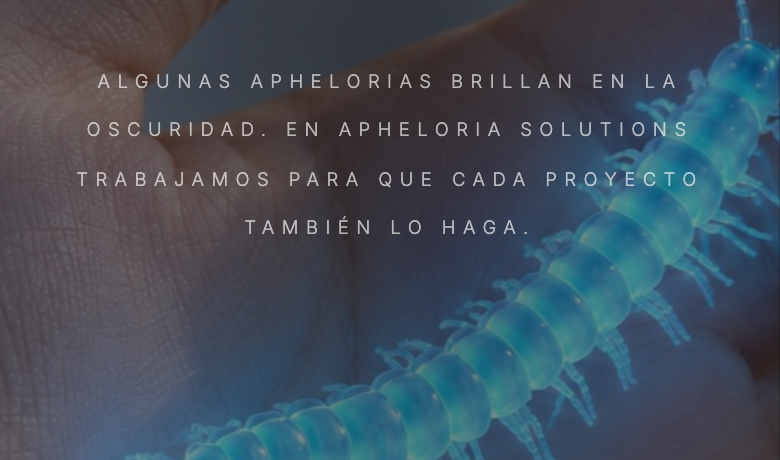 ALGUNAS APHELORIAS BRILLAN EN LA
OSCURIDAD. EN APHELORIA SOLUTIONS
TRABAJAMOS PARA QUE CADA PROYECTO
TAMBIÉN LO HAGA.